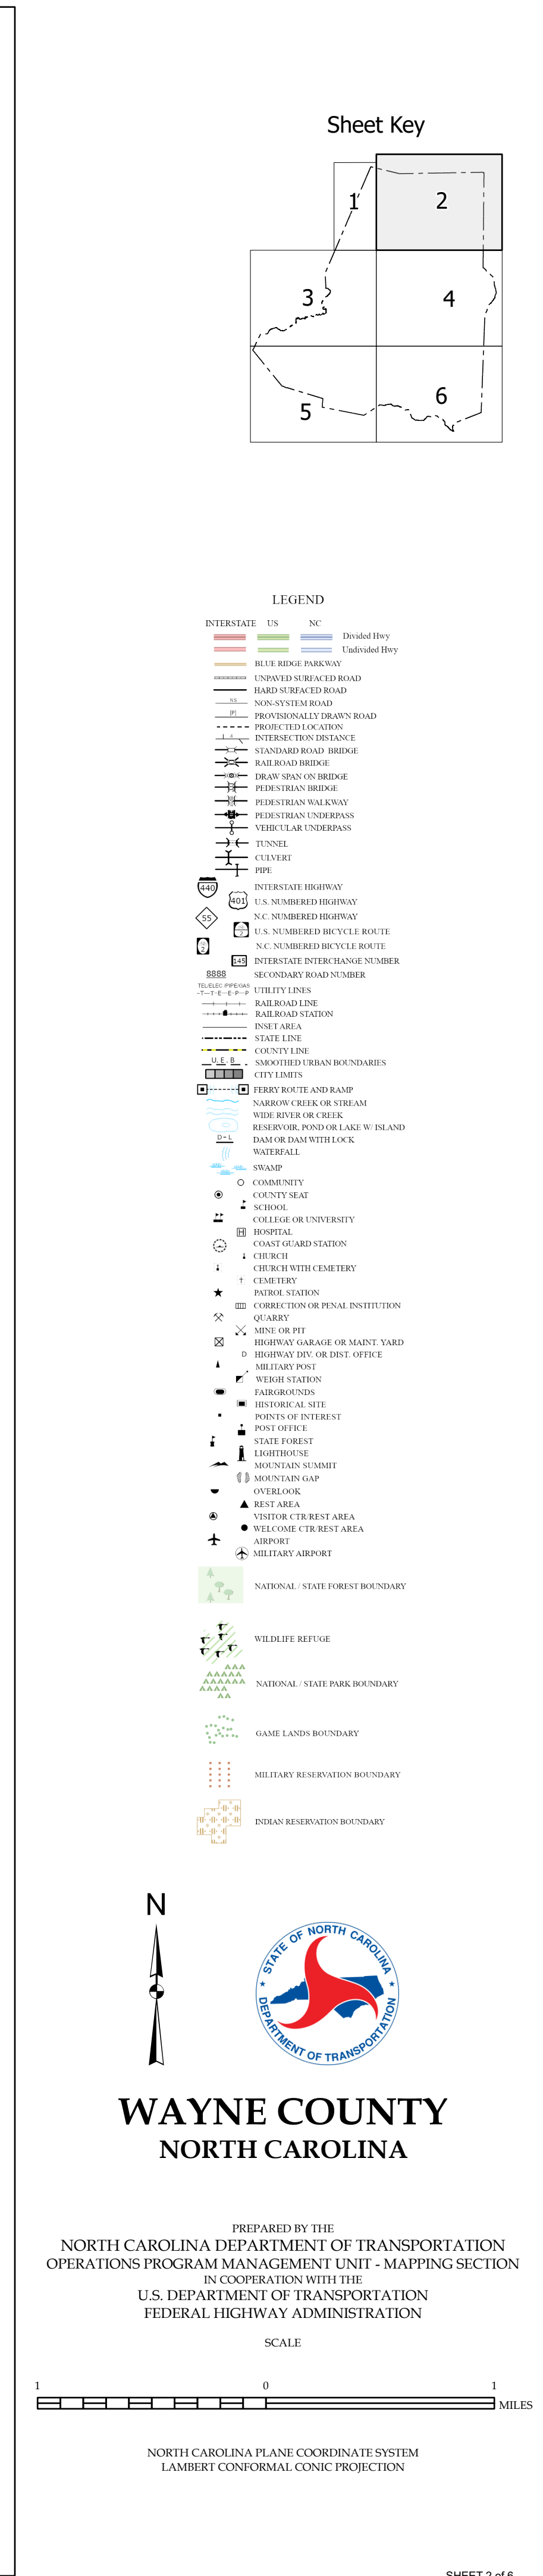 Sheet Key
1
2
3
4
5
6
LEGEND
INTERSTATE US NC
Divided Hwy
Undivided Hwy
BLUE RIDGE PARKWAY
UNPAVED SURFACED ROAD
HARD SURFACED ROAD
NS NON-SYSTEM ROAD
[P] PROVISIONALLY DRAWN ROAD
PROJECTED LOCATION
.4 INTERSECTION DISTANCE
STANDARD ROAD BRIDGE
RAILROAD BRIDGE
DRAW SPAN ON BRIDGE
PEDESTRIAN BRIDGE
PEDESTRIAN WALKWAY
PEDESTRIAN UNDERPASS
VEHICULAR UNDERPASS
TUNNEL
CULVERT
PIPE
440 INTERSTATE HIGHWAY
401 U.S. NUMBERED HIGHWAY
55 N.C. NUMBERED HIGHWAY
2 U.S. NUMBERED BICYCLE ROUTE
2 N.C. NUMBERED BICYCLE ROUTE
145 INTERSTATE INTERCHANGE NUMBER
8888 SECONDARY ROAD NUMBER
TEL/ELEC/PIPE/GAS
-T-T-E-E-P-P UTILITY LINES
RAILROAD LINE
RAILROAD STATION
INSET AREA
STATE LINE
COUNTY LINE
U.E.B SMOOTHED URBAN BOUNDARIES
CITY LIMITS
FERRY ROUTE AND RAMP
NARROW CREEK OR STREAM
WIDE RIVER OR CREEK
RESERVOIR, POND OR LAKE W/ ISLAND
D-L DAM OR DAM WITH LOCK
WATERFALL
SWAMP
COMMUNITY
COUNTY SEAT
SCHOOL
COLLEGE OR UNIVERSITY
H HOSPITAL
COAST GUARD STATION
CHURCH
CHURCH WITH CEMETERY
CEMETERY
PATROL STATION
CORRECTION OR PENAL INSTITUTION
QUARRY
MINE OR PIT
HIGHWAY GARAGE OR MAINT. YARD
D HIGHWAY DIV. OR DIST. OFFICE
MILITARY POST
WEIGH STATION
FAIRGROUNDS
HISTORICAL SITE
POINTS OF INTEREST
POST OFFICE
STATE FOREST
LIGHTHOUSE
MOUNTAIN SUMMIT
MOUNTAIN GAP
OVERLOOK
REST AREA
VISITOR CTR/REST AREA
WELCOME CTR/REST AREA
AIRPORT
MILITARY AIRPORT
NATIONAL / STATE FOREST BOUNDARY
WILDLIFE REFUGE
NATIONAL / STATE PARK BOUNDARY
GAME LANDS BOUNDARY
MILITARY RESERVATION BOUNDARY
INDIAN RESERVATION BOUNDARY
N
STATE OF NORTH CAROLINA
DEPARTMENT OF TRANSPORTATION
WAYNE COUNTY
NORTH CAROLINA
PREPARED BY THE
NORTH CAROLINA DEPARTMENT OF TRANSPORTATION
OPERATIONS PROGRAM MANAGEMENT UNIT - MAPPING SECTION
IN COOPERATION WITH THE
U.S. DEPARTMENT OF TRANSPORTATION
FEDERAL HIGHWAY ADMINISTRATION
SCALE
1 0 1
MILES
NORTH CAROLINA PLANE COORDINATE SYSTEM
LAMBERT CONFORMAL CONIC PROJECTION
SHEET 2 of 6